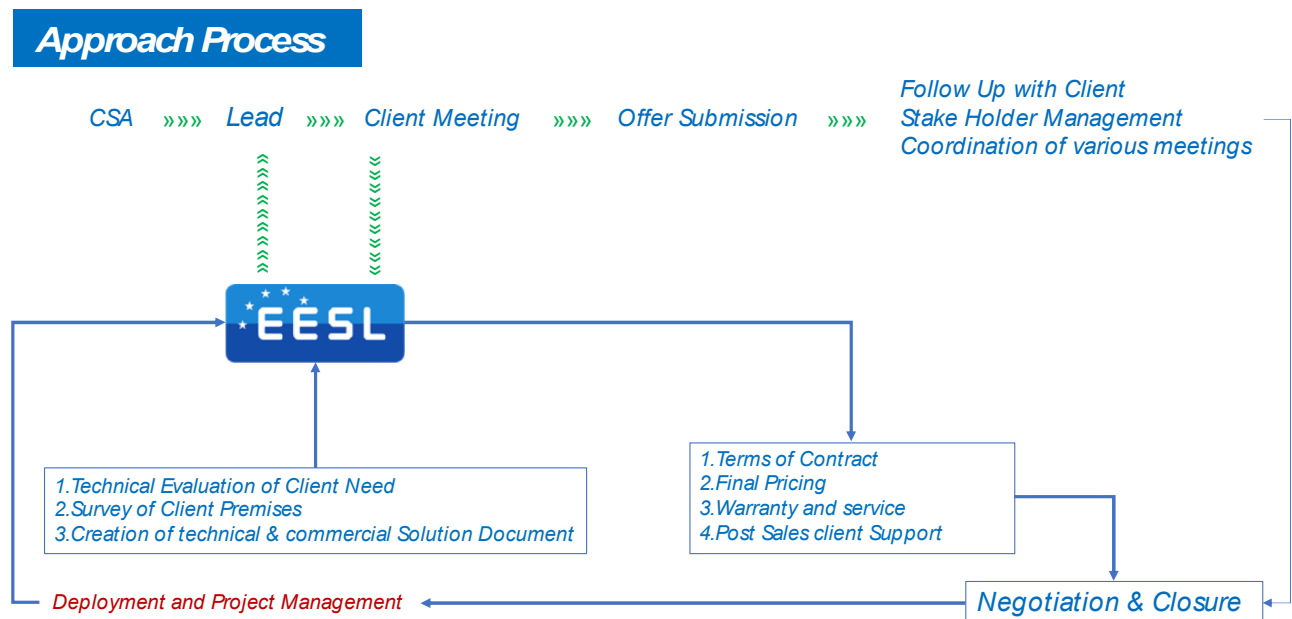 Approach Process
CSA »»» Lead »»» Client Meeting »»» Offer Submission »»»
Follow Up with Client
Stake Holder Management
Coordination of various meetings
EESL
1.Technical Evaluation of Client Need
2.Survey of Client Premises
3.Creation of technical & commercial Solution Document
1.Terms of Contract
2.Final Pricing
3.Warranty and service
4.Post Sales client Support
Deployment and Project Management
Negotiation & Closure